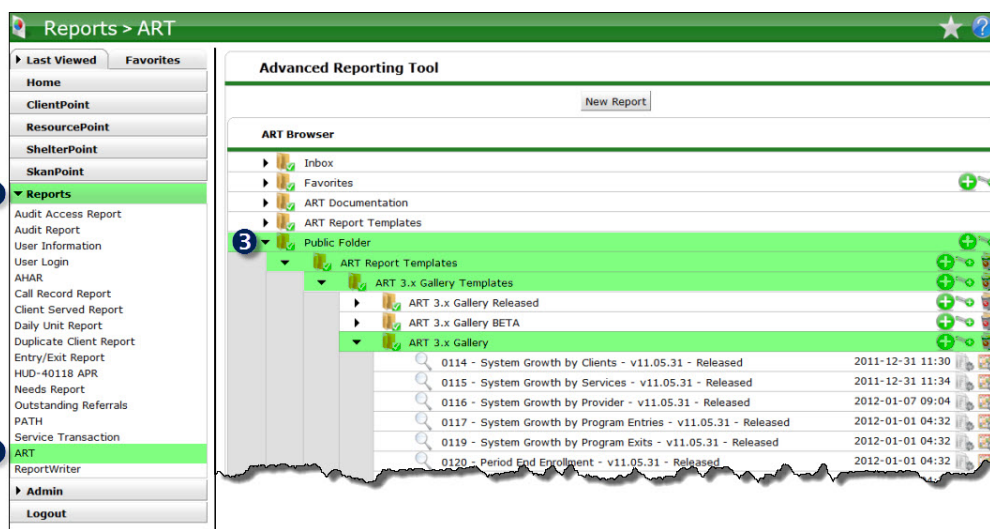 Reports > ART
?
Last Viewed
Favorites
Home
ClientPoint
ResourcePoint
ShelterPoint
SkanPoint
Reports
Audit Access Report
Audit Report
User Information
User Login
AHAR
Call Record Report
Client Served Report
Daily Unit Report
Duplicate Client Report
Entry/Exit Report
HUD-40118 APR
Needs Report
Outstanding Referrals
PATH
Service Transaction
ART
ReportWriter
Admin
Logout
Advanced Reporting Tool
New Report
ART Browser
Inbox
Favorites
ART Documentation
ART Report Templates
3 Public Folder
ART Report Templates
ART 3.x Gallery Templates
ART 3.x Gallery Released
ART 3.x Gallery BETA
ART 3.x Gallery
0114 - System Growth by Clients - v11.05.31 - Released 2011-12-31 11:30
0115 - System Growth by Services - v11.05.31 - Released 2011-12-31 11:34
0116 - System Growth by Provider - v11.05.31 - Released 2012-01-07 09:04
0117 - System Growth by Program Entries - v11.05.31 - Released 2012-01-01 04:32
0119 - System Growth by Program Exits - v11.05.31 - Released 2012-01-01 04:32
0120 - Period End Enrollment - v11.05.31 - Released 2012-01-01 04:32